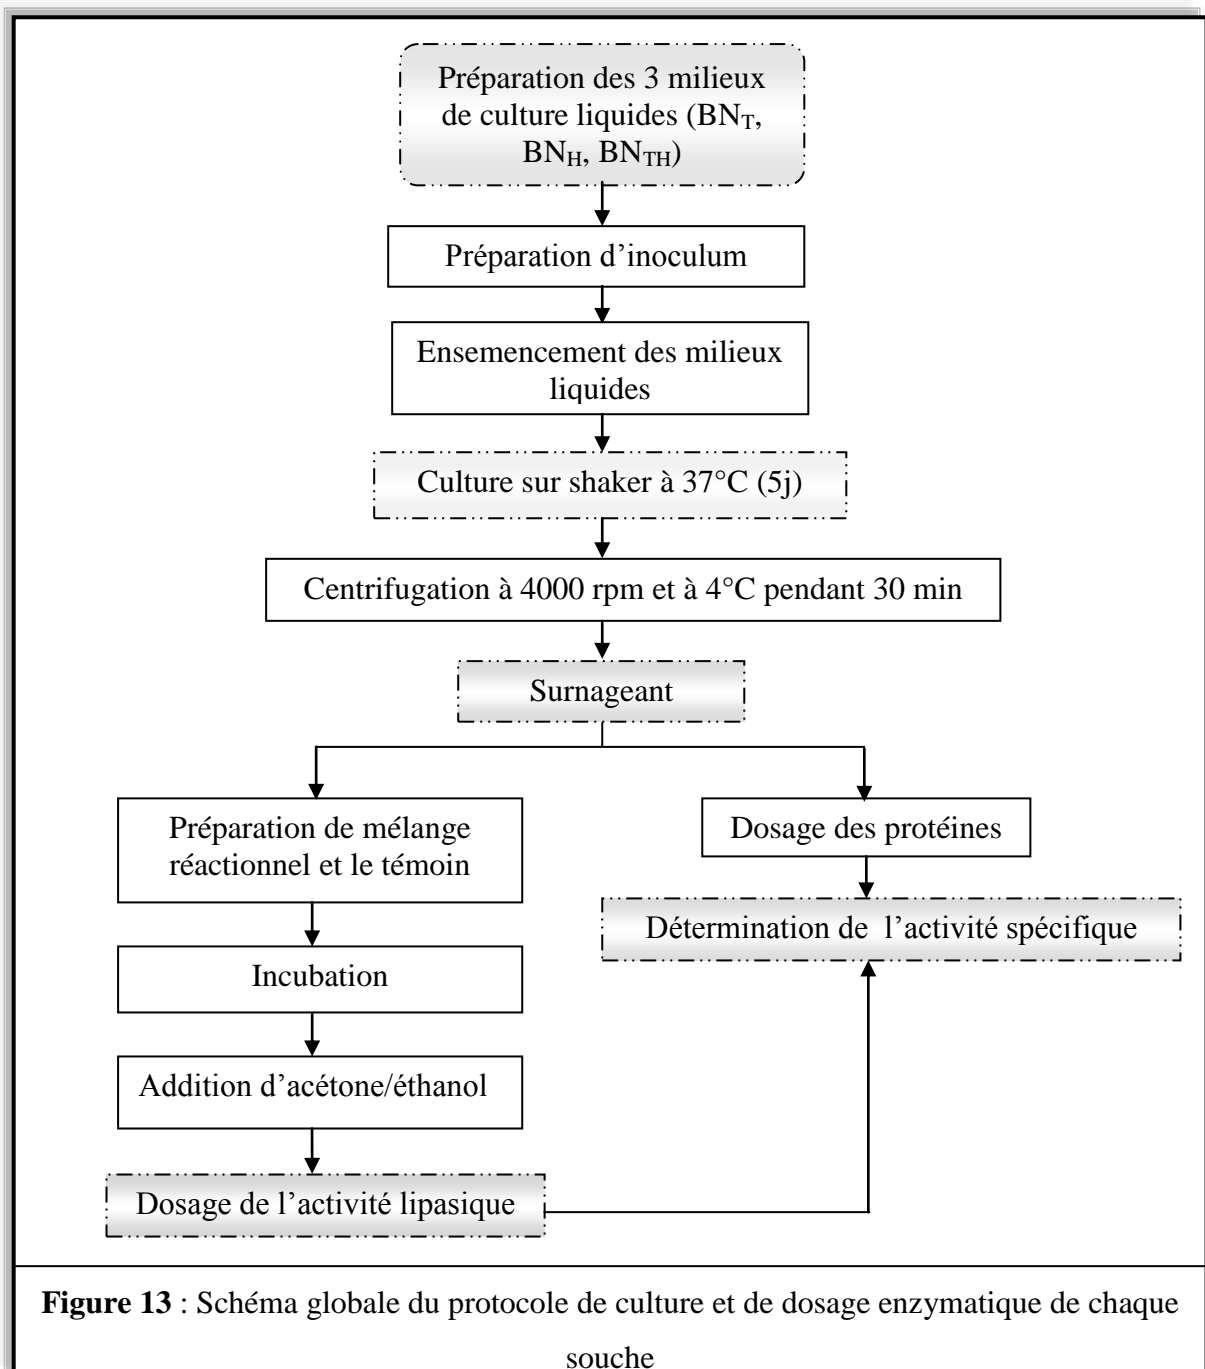 Préparation des 3 milieux
de culture liquides (BN_T,
BN_H, BN_TH)
Préparation d’inoculum
Ensemencement des milieux
liquides
Culture sur shaker à 37°C (5j)
Centrifugation à 4000 rpm et à 4°C pendant 30 min
Surnageant
Préparation de mélange
réactionnel et le témoin
Incubation
Addition d’acétone/éthanol
Dosage de l’activité lipasique
Dosage des protéines
Détermination de l’activité spécifique
Figure 13 : Schéma globale du protocole de culture et de dosage enzymatique de chaque
souche